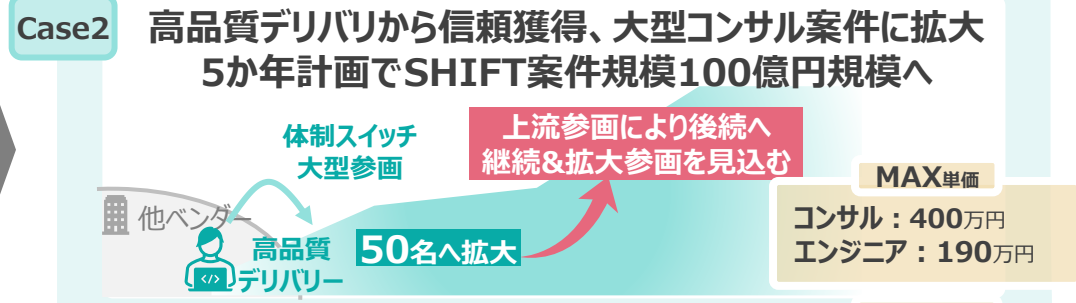 Case2
高品質デリバリから信頼獲得、大型コンサル案件に拡大
5か年計画でSHIFT案件規模100億円規模へ
体制スイッチ
大型参画
上流参画により後続へ
継続&拡大参画を見込む
MAX単価
他ベンダー
コンサル：400万円
エンジニア：190万円
高品質
デリバリー
50名へ拡大